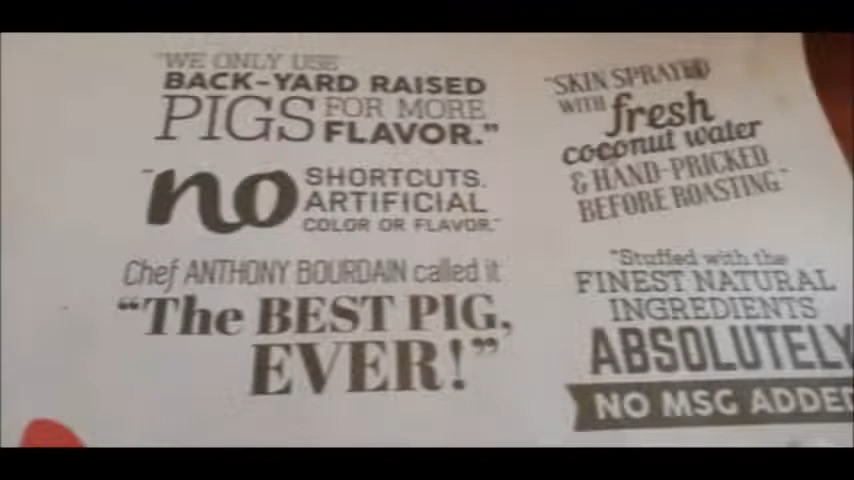 "WE ONLY USE
BACK-YARD RAISED
PIGS FOR MORE
FLAVOR."
"no SHORTCUTS.
ARTIFICIAL
COLOR OR FLAVOR."
Chef ANTHONY BOURDAIN called it
"The BEST PIG,
EVER!"
"SKIN SPRAYED
WITH fresh
coconut water
& HAND-PRICKED
BEFORE ROASTING"
"Stuffed with the
FINEST NATURAL
INGREDIENTS
ABSOLUTELY
NO MSG ADDED